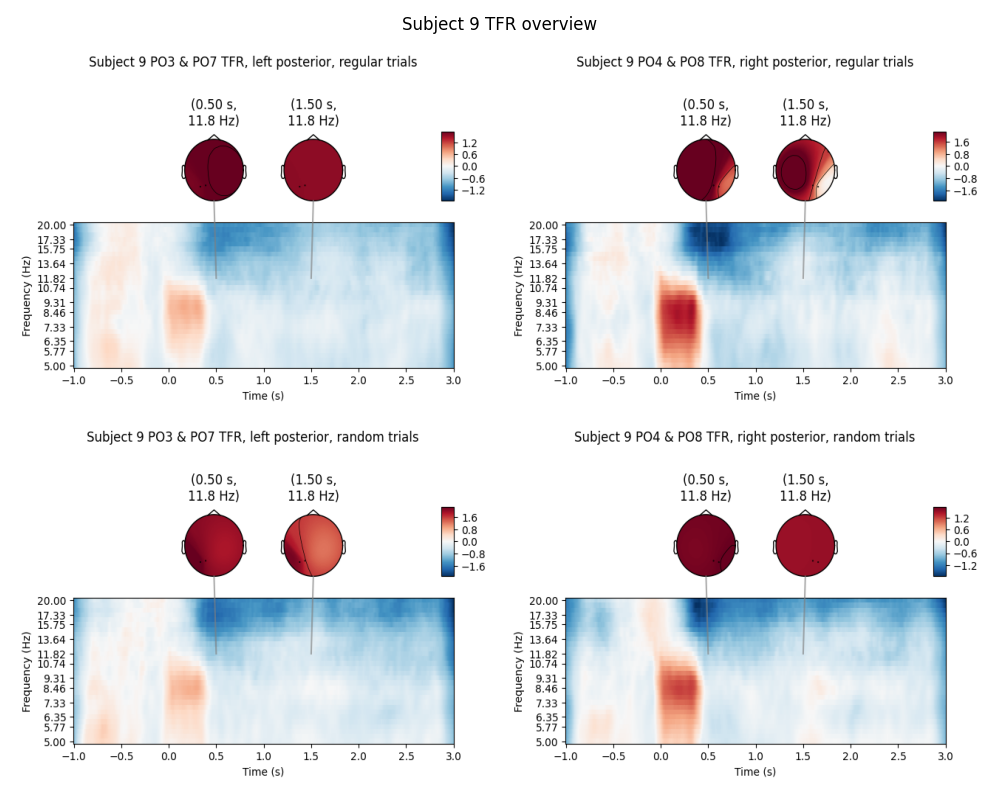 Subject 9 TFR overview
Subject 9 PO3 & PO7 TFR, left posterior, regular trials
(0.50 s,
11.8 Hz)
(1.50 s,
11.8 Hz)
1.2
0.6
0.0
−0.6
−1.2
20.00
17.33
15.75
13.64
11.82
10.74
9.31
8.46
7.33
6.35
5.77
5.00
Frequency (Hz)
−1.0 −0.5 0.0 0.5 1.0 1.5 2.0 2.5 3.0
Time (s)
Subject 9 PO4 & PO8 TFR, right posterior, regular trials
(0.50 s,
11.8 Hz)
(1.50 s,
11.8 Hz)
1.6
0.8
0.0
−0.8
−1.6
20.00
17.33
15.75
13.64
11.82
10.74
9.31
8.46
7.33
6.35
5.77
5.00
Frequency (Hz)
−1.0 −0.5 0.0 0.5 1.0 1.5 2.0 2.5 3.0
Time (s)
Subject 9 PO3 & PO7 TFR, left posterior, random trials
(0.50 s,
11.8 Hz)
(1.50 s,
11.8 Hz)
1.6
0.8
0.0
−0.8
−1.6
20.00
17.33
15.75
13.64
11.82
10.74
9.31
8.46
7.33
6.35
5.77
5.00
Frequency (Hz)
−1.0 −0.5 0.0 0.5 1.0 1.5 2.0 2.5 3.0
Time (s)
Subject 9 PO4 & PO8 TFR, right posterior, random trials
(0.50 s,
11.8 Hz)
(1.50 s,
11.8 Hz)
1.2
0.6
0.0
−0.6
−1.2
20.00
17.33
15.75
13.64
11.82
10.74
9.31
8.46
7.33
6.35
5.77
5.00
Frequency (Hz)
−1.0 −0.5 0.0 0.5 1.0 1.5 2.0 2.5 3.0
Time (s)